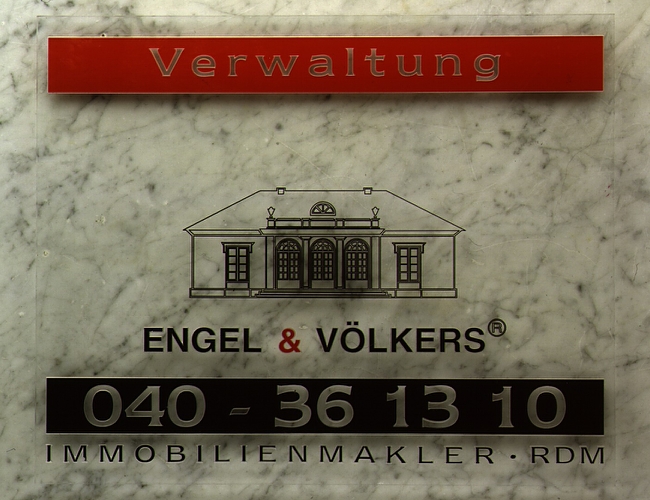 Verwaltung
ENGEL & VÖLKERS®
040 - 36 13 10
IMMOBILIENMAKLER · RDM